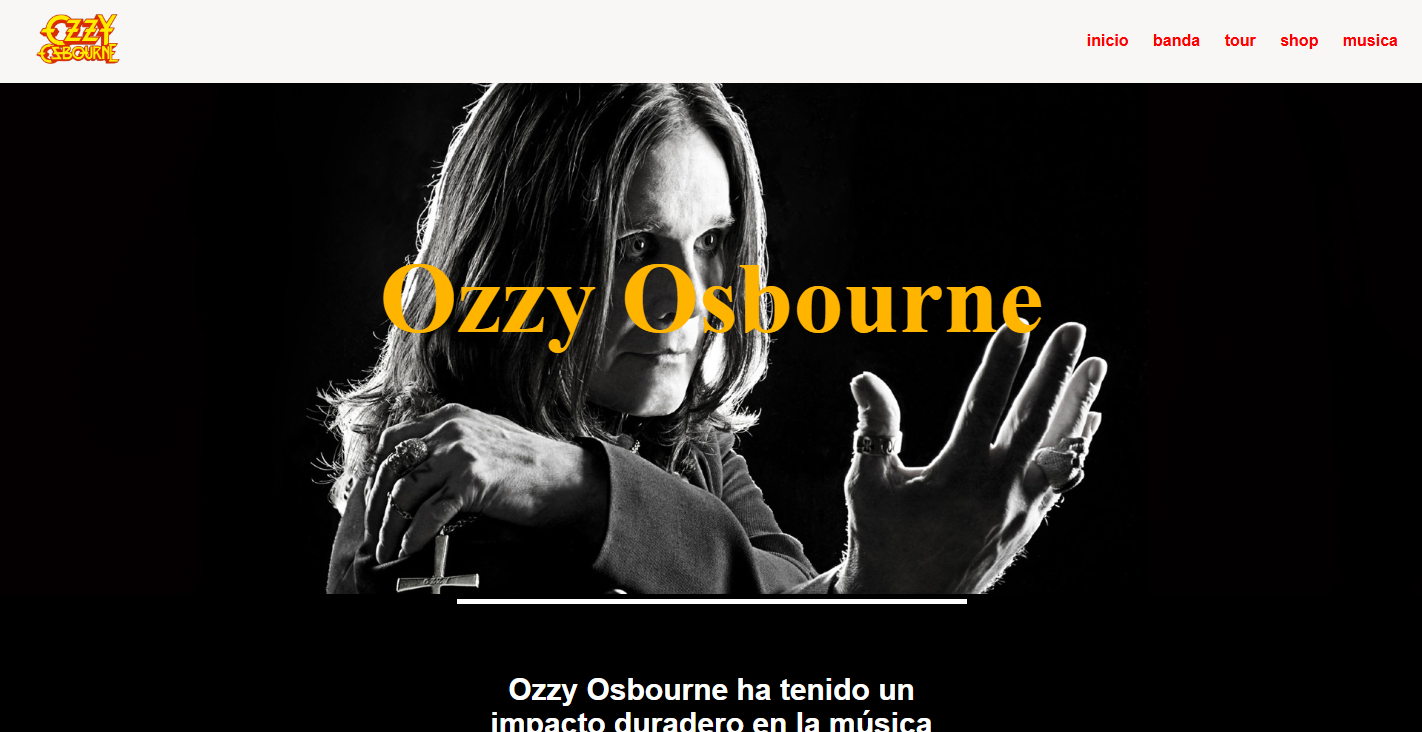 OZZY
OSBOURNE
inicio banda tour shop musica
Ozzy Osbourne
OZZY
Ozzy Osbourne ha tenido un
impacto duradero en la música